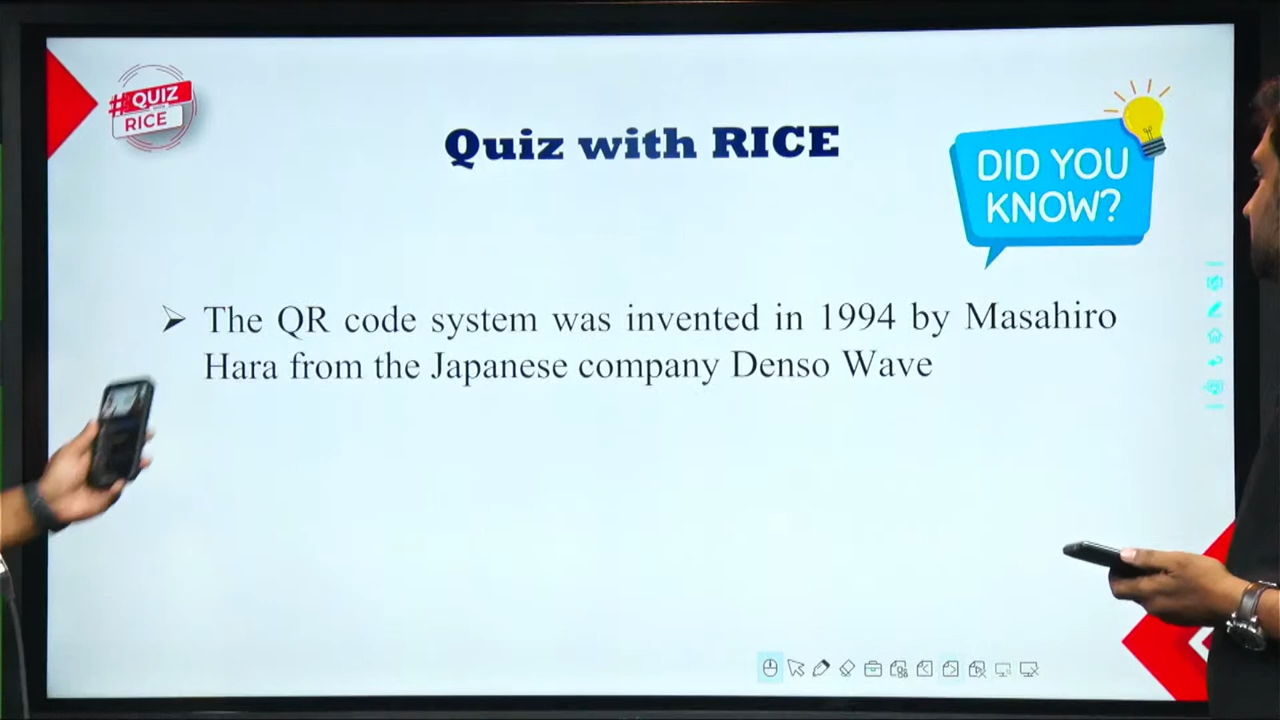 #QUIZ
RICE
Quiz with RICE
DID YOU
KNOW?
➢ The QR code system was invented in 1994 by Masahiro
Hara from the Japanese company Denso Wave